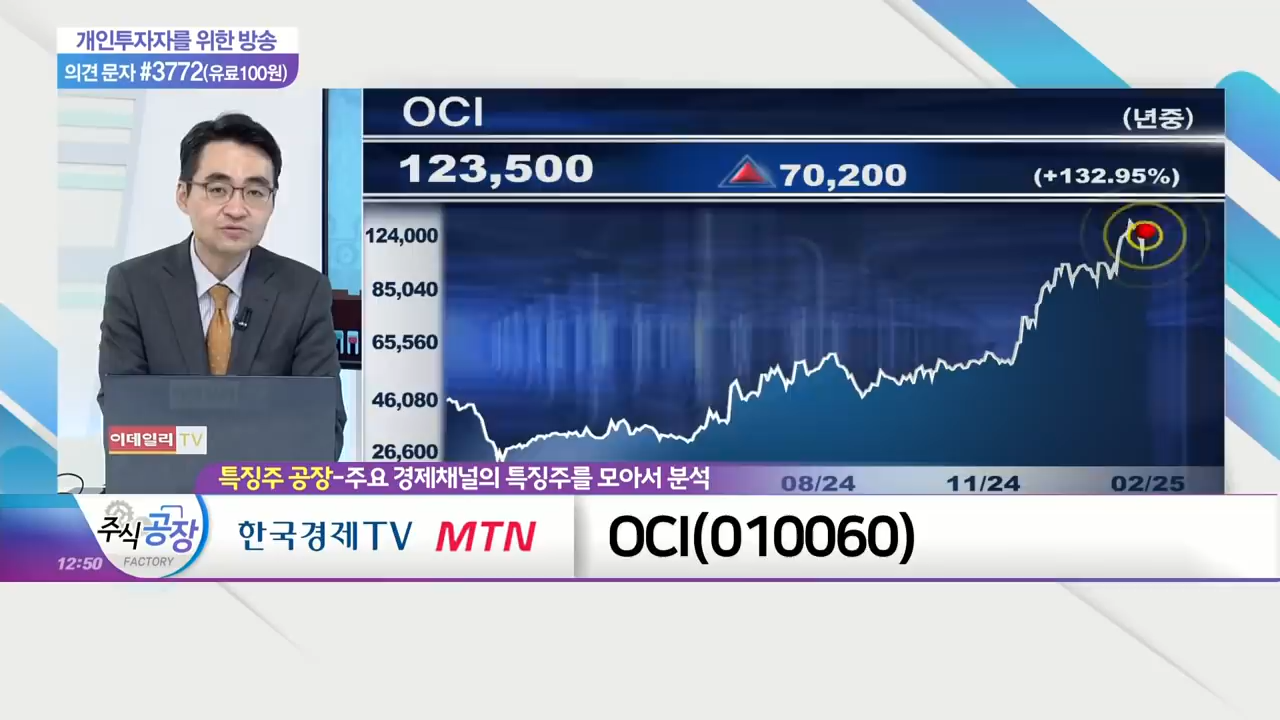 개인투자자를 위한 방송
의견 문자 #3772(유료100원)
OCI
(년중)
123,500
70,200
(+132.95%)
124,000
85,040
65,560
46,080
26,600
08/24
11/24
02/25
이데일리 TV
특징주 공장-주요 경제채널의 특징주를 모아서 분석
주식공장
FACTORY
12:50
한국경제TV MTN
OCI(010060)